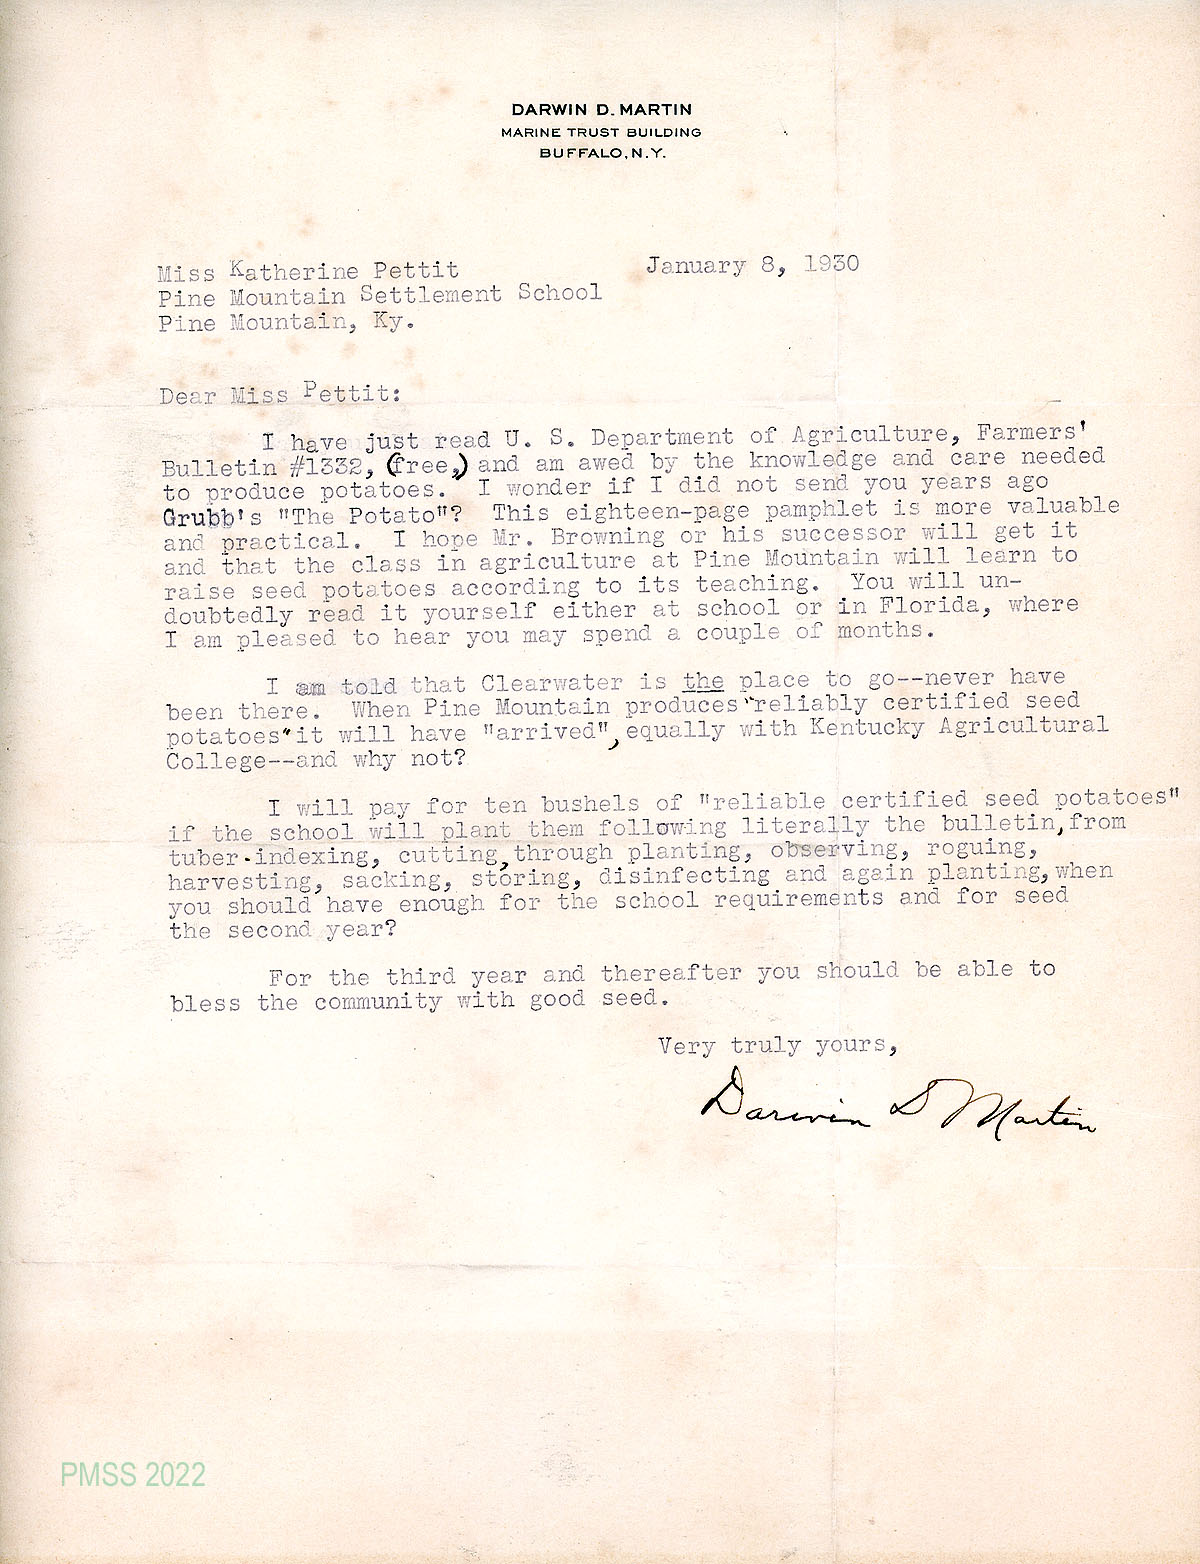 DARWIN D. MARTIN
MARINE TRUST BUILDING
BUFFALO, N.Y.
January 8, 1930
Miss Katherine Pettit
Pine Mountain Settlement School
Pine Mountain, Ky.
Dear Miss Pettit:
I have just read U. S. Department of Agriculture, Farmers'
Bulletin #1332, (free,) and am awed by the knowledge and care needed
to produce potatoes. I wonder if I did not send you years ago
Grubb's "The Potato"? This eighteen-page pamphlet is more valuable
and practical. I hope Mr. Browning or his successor will get it
and that the class in agriculture at Pine Mountain will learn to
raise seed potatoes according to its teaching. You will un-
doubtedly read it yourself either at school or in Florida, where
I am pleased to hear you may spend a couple of months.
I am told that Clearwater is the place to go--never have
been there. When Pine Mountain produces "reliably certified seed
potatoes" it will have "arrived", equally with Kentucky Agricultural
College--and why not?
I will pay for ten bushels of "reliable certified seed potatoes"
if the school will plant them following literally the bulletin, from
tuber-indexing, cutting, through planting, observing, roguing,
harvesting, sacking, storing, disinfecting and again planting, when
you should have enough for the school requirements and for seed
the second year?
For the third year and thereafter you should be able to
bless the community with good seed.
Very truly yours,
Darwin D Martin
PMSS 2022